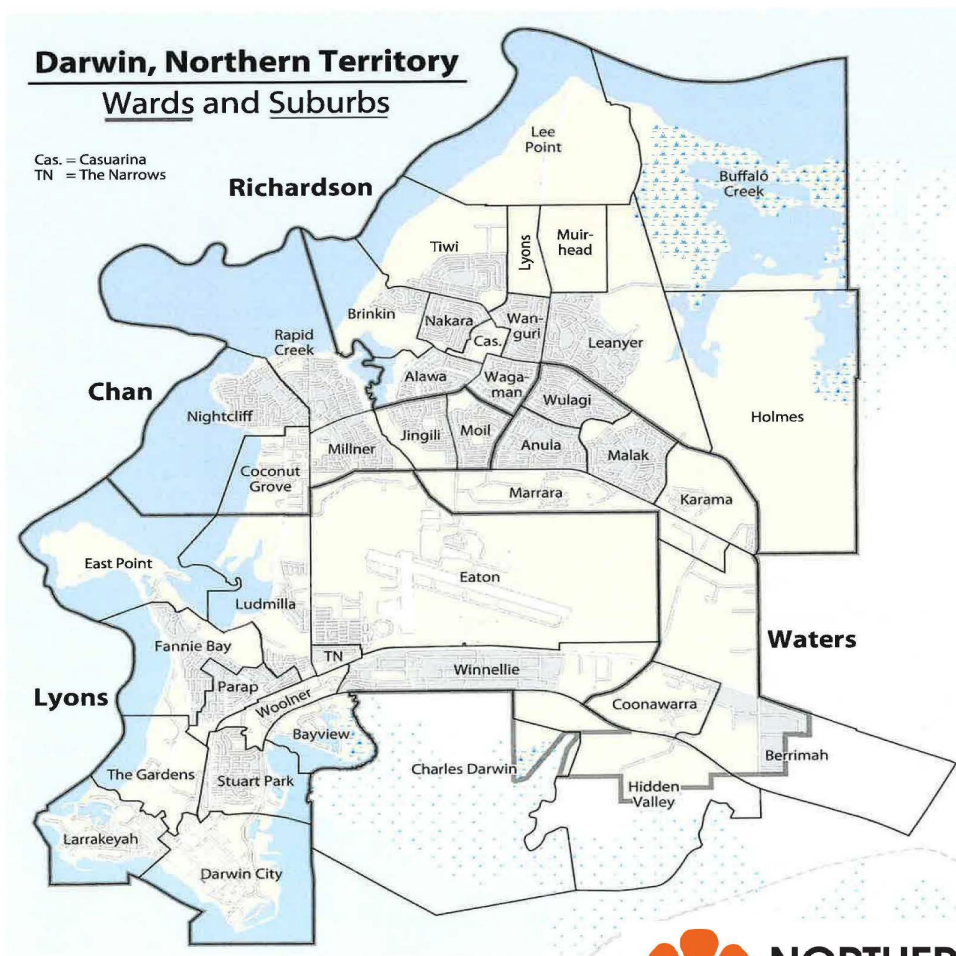 Darwin, Northern Territory
Wards and Suburbs
Cas. = Casuarina
TN = The Narrows
Richardson
Lee
Point
Buffalo
Creek
Tiwi
Lyons
Muir-
head
Brinkin
Nakara
Wan-
guri
Cas.
Rapid
Creek
Leanyer
Chan
Alawa
Waga-
man
Wulagi
Nightcliff
Holmes
Millner
Jingili
Moil
Anula
Malak
Coconut
Grove
Marrara
Karama
East Point
Eaton
Ludmilla
Fannie Bay
TN
Waters
Winnellie
Parap
Lyons
Woolner
Coonawarra
Bayview
Berrimah
The Gardens
Stuart Park
Charles Darwin
Hidden
Valley
Larrakeyah
Darwin City